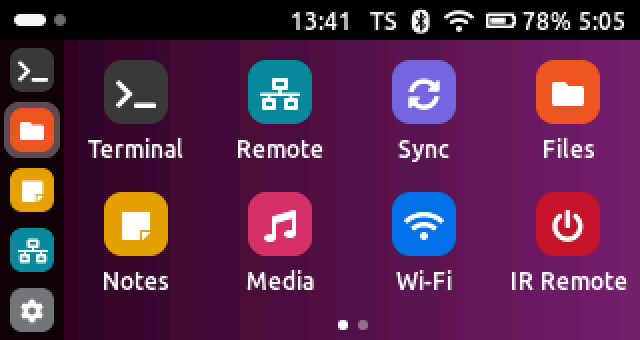 13:41 TS 78% 5:05
Terminal Remote Sync Files
Notes Media Wi-Fi IR Remote